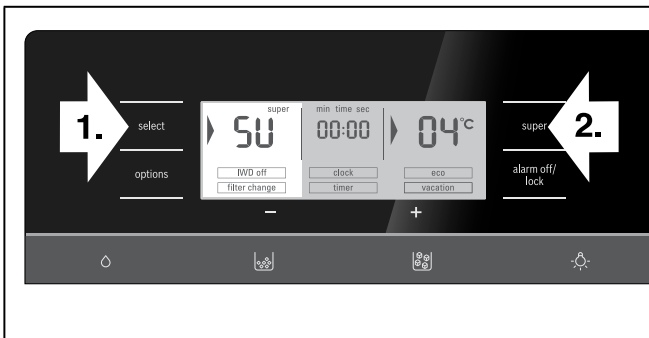 1.
select
options
super
SU
IWD off
filter change
min time sec
00:00
clock
timer
04°C
eco
vacation
super
2.
alarm off/
lock
−
+